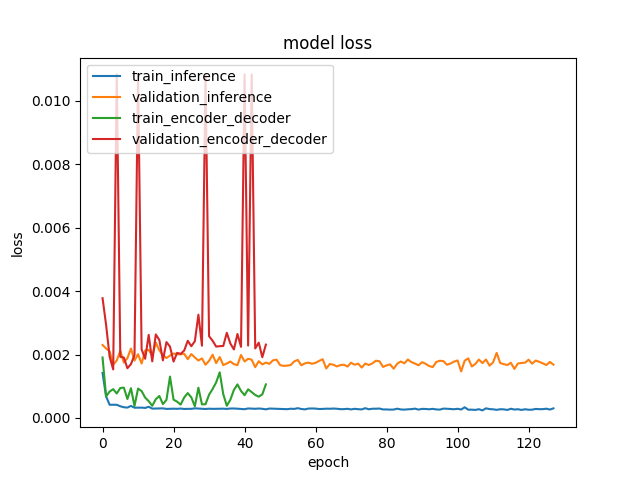 model loss
train_inference
validation_inference
train_encoder_decoder
validation_encoder_decoder
loss
0.010
0.008
0.006
0.004
0.002
0.000
0 20 40 60 80 100 120
epoch